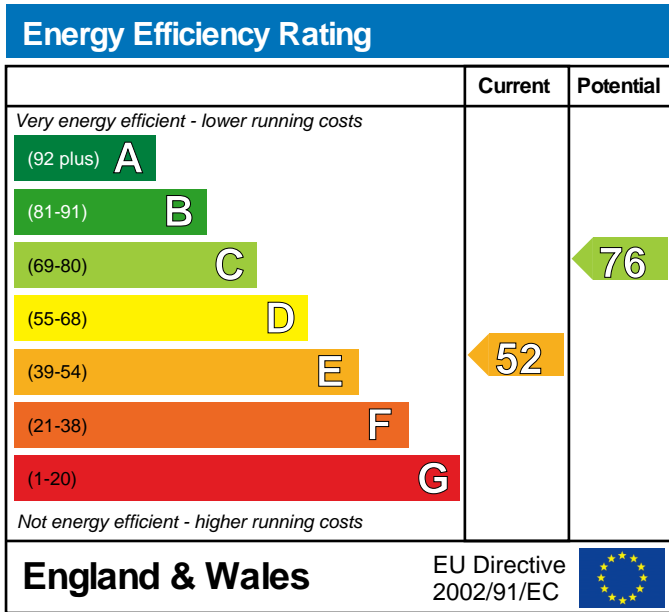 Energy Efficiency Rating
Current Potential
Very energy efficient - lower running costs
(92 plus) A
(81-91) B
(69-80) C
76
(55-68) D
(39-54) E
52
(21-38) F
(1-20) G
Not energy efficient - higher running costs
England & Wales
EU Directive
2002/91/EC